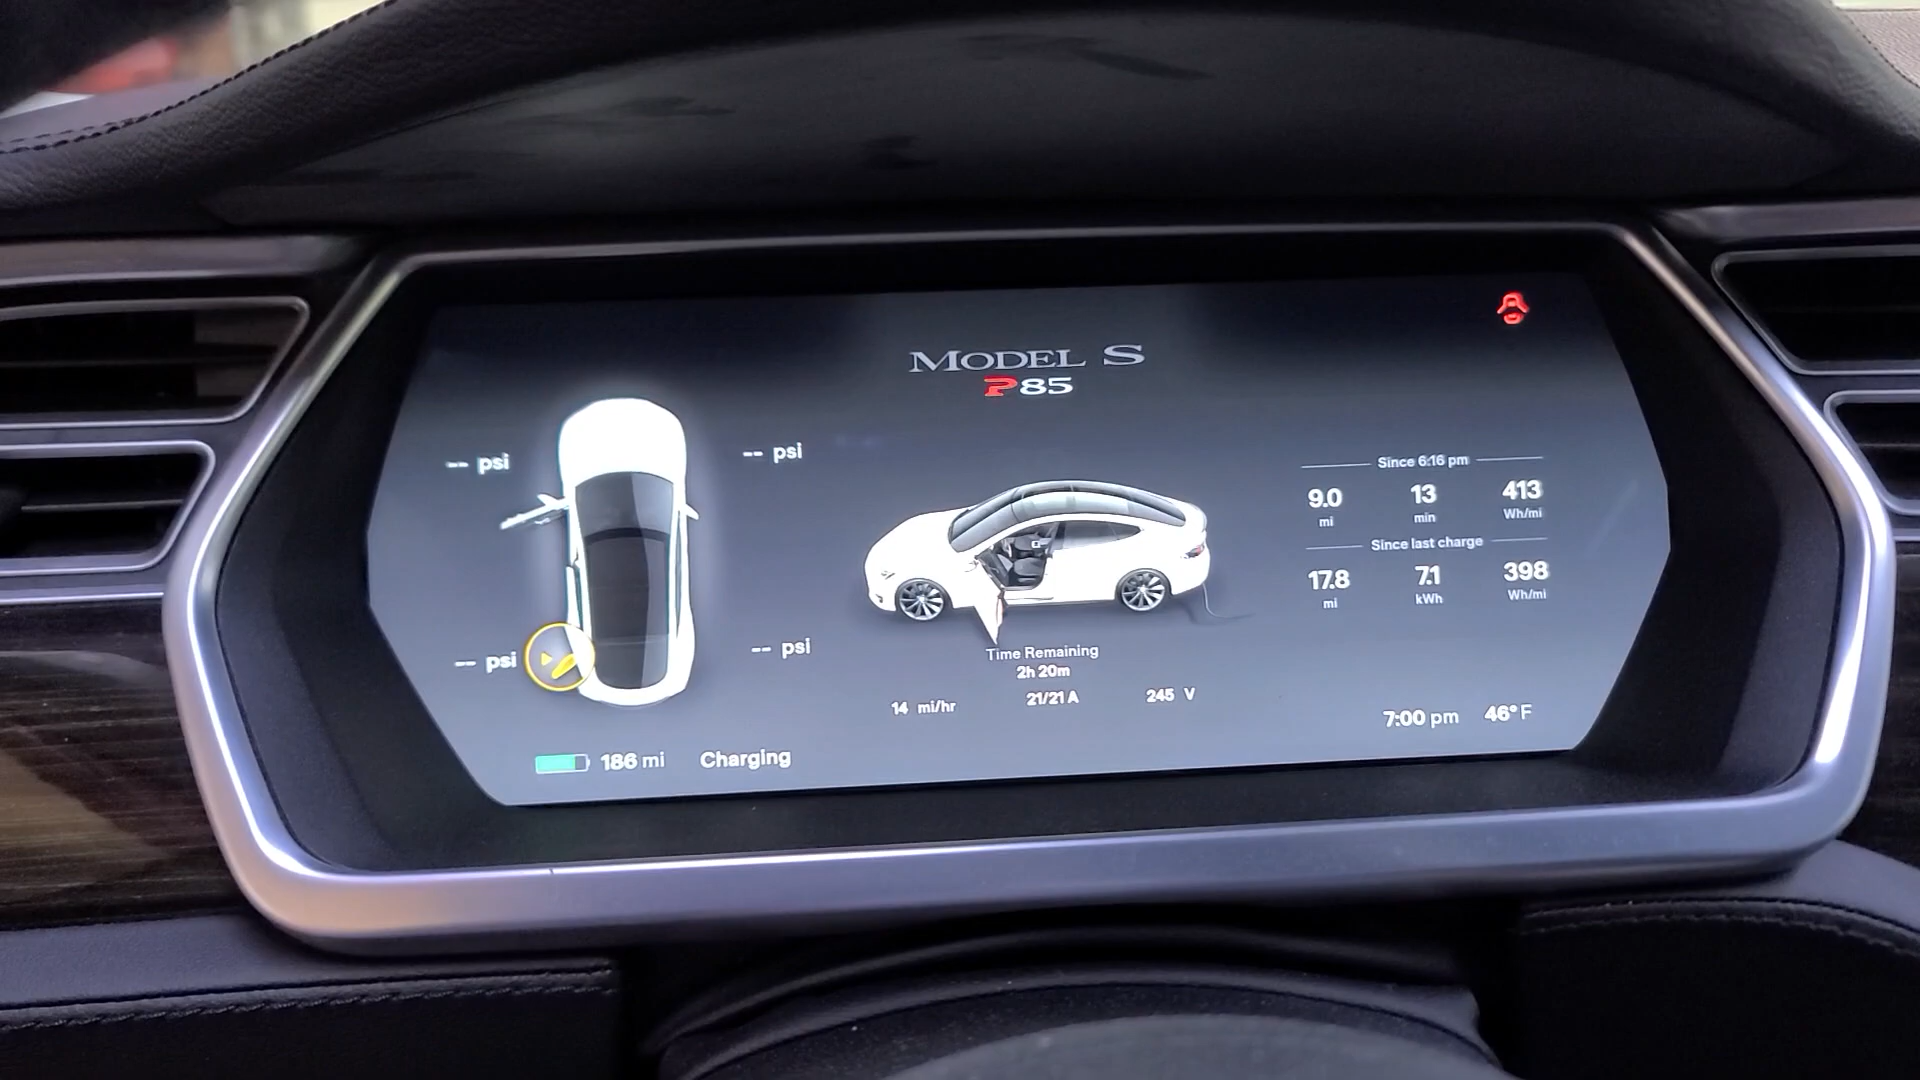 MODEL S
P85
-- psi
-- psi
-- psi
-- psi
Since 6:16 pm
9.0 13 413
mi min Wh/mi
Since last charge
17.8 7.1 398
mi kWh Wh/mi
Time Remaining
2h 20m
14 mi/hr 21/21 A 245 V
7:00 pm 46°F
186 mi Charging